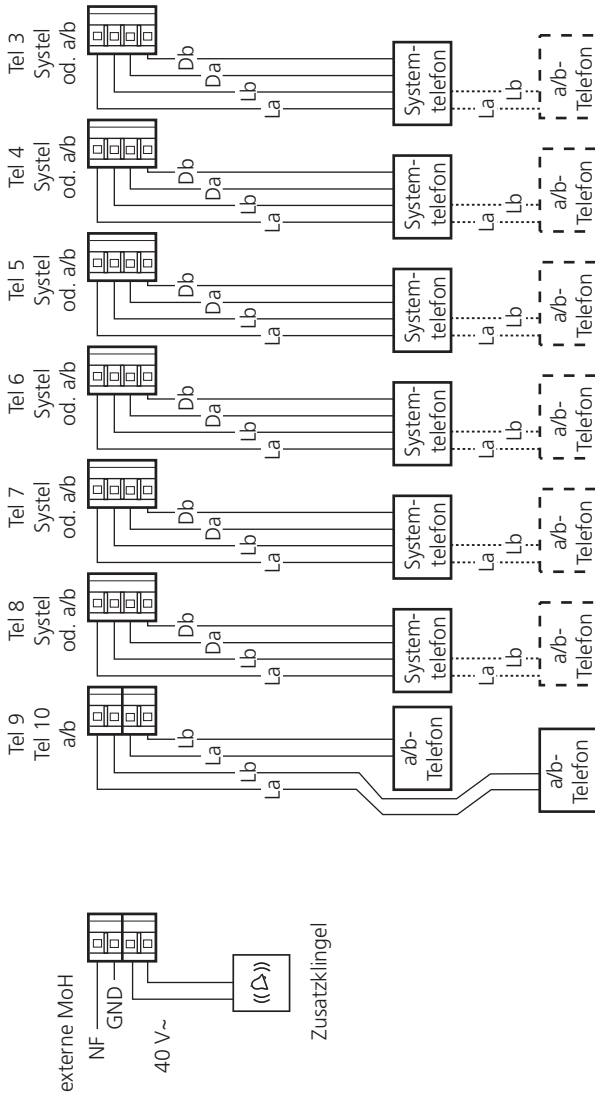 externe MoH
NF
GND
40 V~
Zusatzklingel
Tel 9
Tel 10
a/b
La
Lb
La
Lb
a/b-
Telefon
a/b-
Telefon
Tel 8
Systel
od. a/b
La
Lb
Da
Db
System-
telefon
La
Lb
a/b-
Telefon
Tel 7
Systel
od. a/b
La
Lb
Da
Db
System-
telefon
La
Lb
a/b-
Telefon
Tel 6
Systel
od. a/b
La
Lb
Da
Db
System-
telefon
La
Lb
a/b-
Telefon
Tel 5
Systel
od. a/b
La
Lb
Da
Db
System-
telefon
La
Lb
a/b-
Telefon
Tel 4
Systel
od. a/b
La
Lb
Da
Db
System-
telefon
La
Lb
a/b-
Telefon
Tel 3
Systel
od. a/b
La
Lb
Da
Db
System-
telefon
La
Lb
a/b-
Telefon